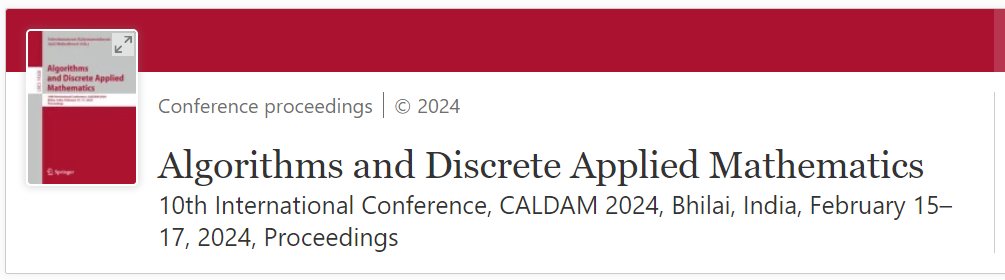 Algorithms
and Discrete Applied
Mathematics
Springer
Conference proceedings | © 2024
Algorithms and Discrete Applied Mathematics
10th International Conference, CALDAM 2024, Bhilai, India, February 15–
17, 2024, Proceedings